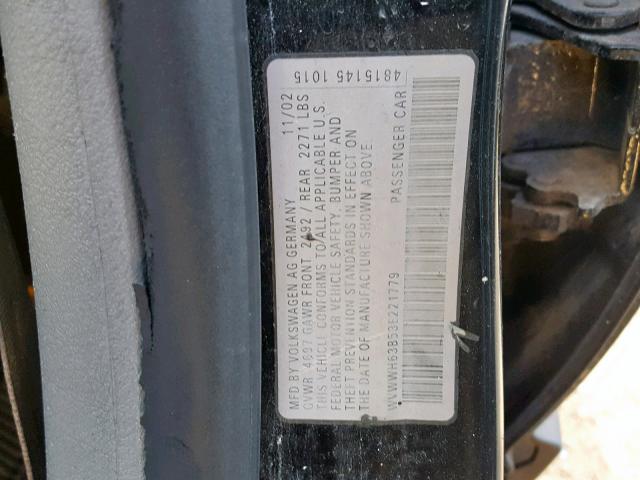 4815145 1015
MFD BY VOLKSWAGEN AG GERMANY 11/02
GVWR 4697 GAWR FRONT 2492 / REAR 2271 LBS
THIS VEHICLE CONFORMS TO ALL APPLICABLE U.S.
FEDERAL MOTOR VEHICLE SAFETY, BUMPER AND
THEFT PREVENTION STANDARDS IN EFFECT ON
THE DATE OF MANUFACTURE SHOWN ABOVE.
PASSENGER CAR